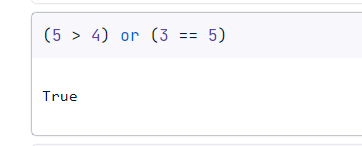 (5 > 4) or (3 == 5)
True